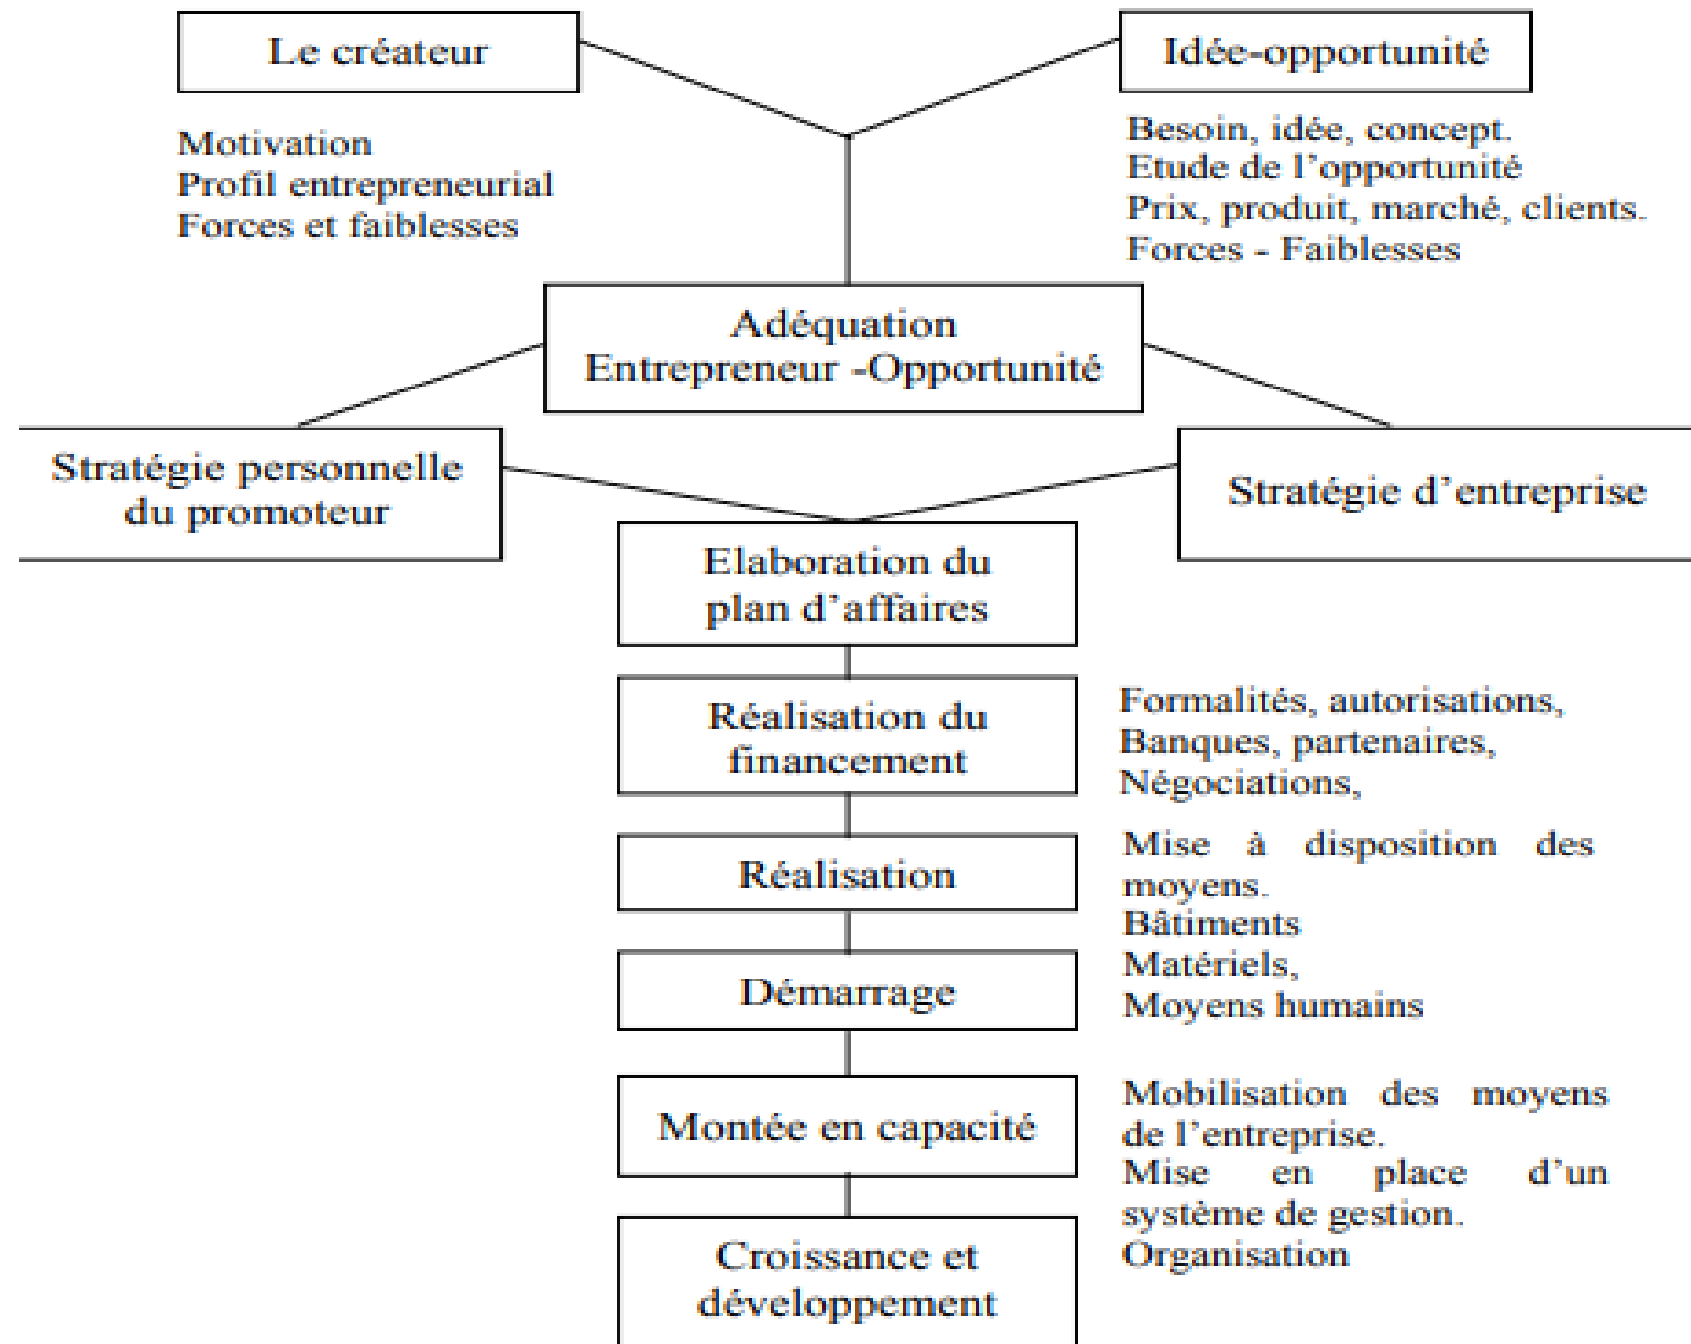 Le créateur
Idée-opportunité
Motivation
Profil entrepreneurial
Forces et faiblesses
Besoin, idée, concept.
Etude de l'opportunité
Prix, produit, marché, clients.
Forces - Faiblesses
Adéquation
Entrepreneur -Opportunité
Stratégie personnelle
du promoteur
Stratégie d'entreprise
Elaboration du
plan d'affaires
Réalisation du
financement
Formalités, autorisations,
Banques, partenaires,
Négociations,
Réalisation
Mise à disposition des
moyens.
Bâtiments
Matériels,
Moyens humains
Démarrage
Montée en capacité
Mobilisation des moyens
de l'entreprise.
Mise en place d'un
système de gestion.
Organisation
Croissance et
développement